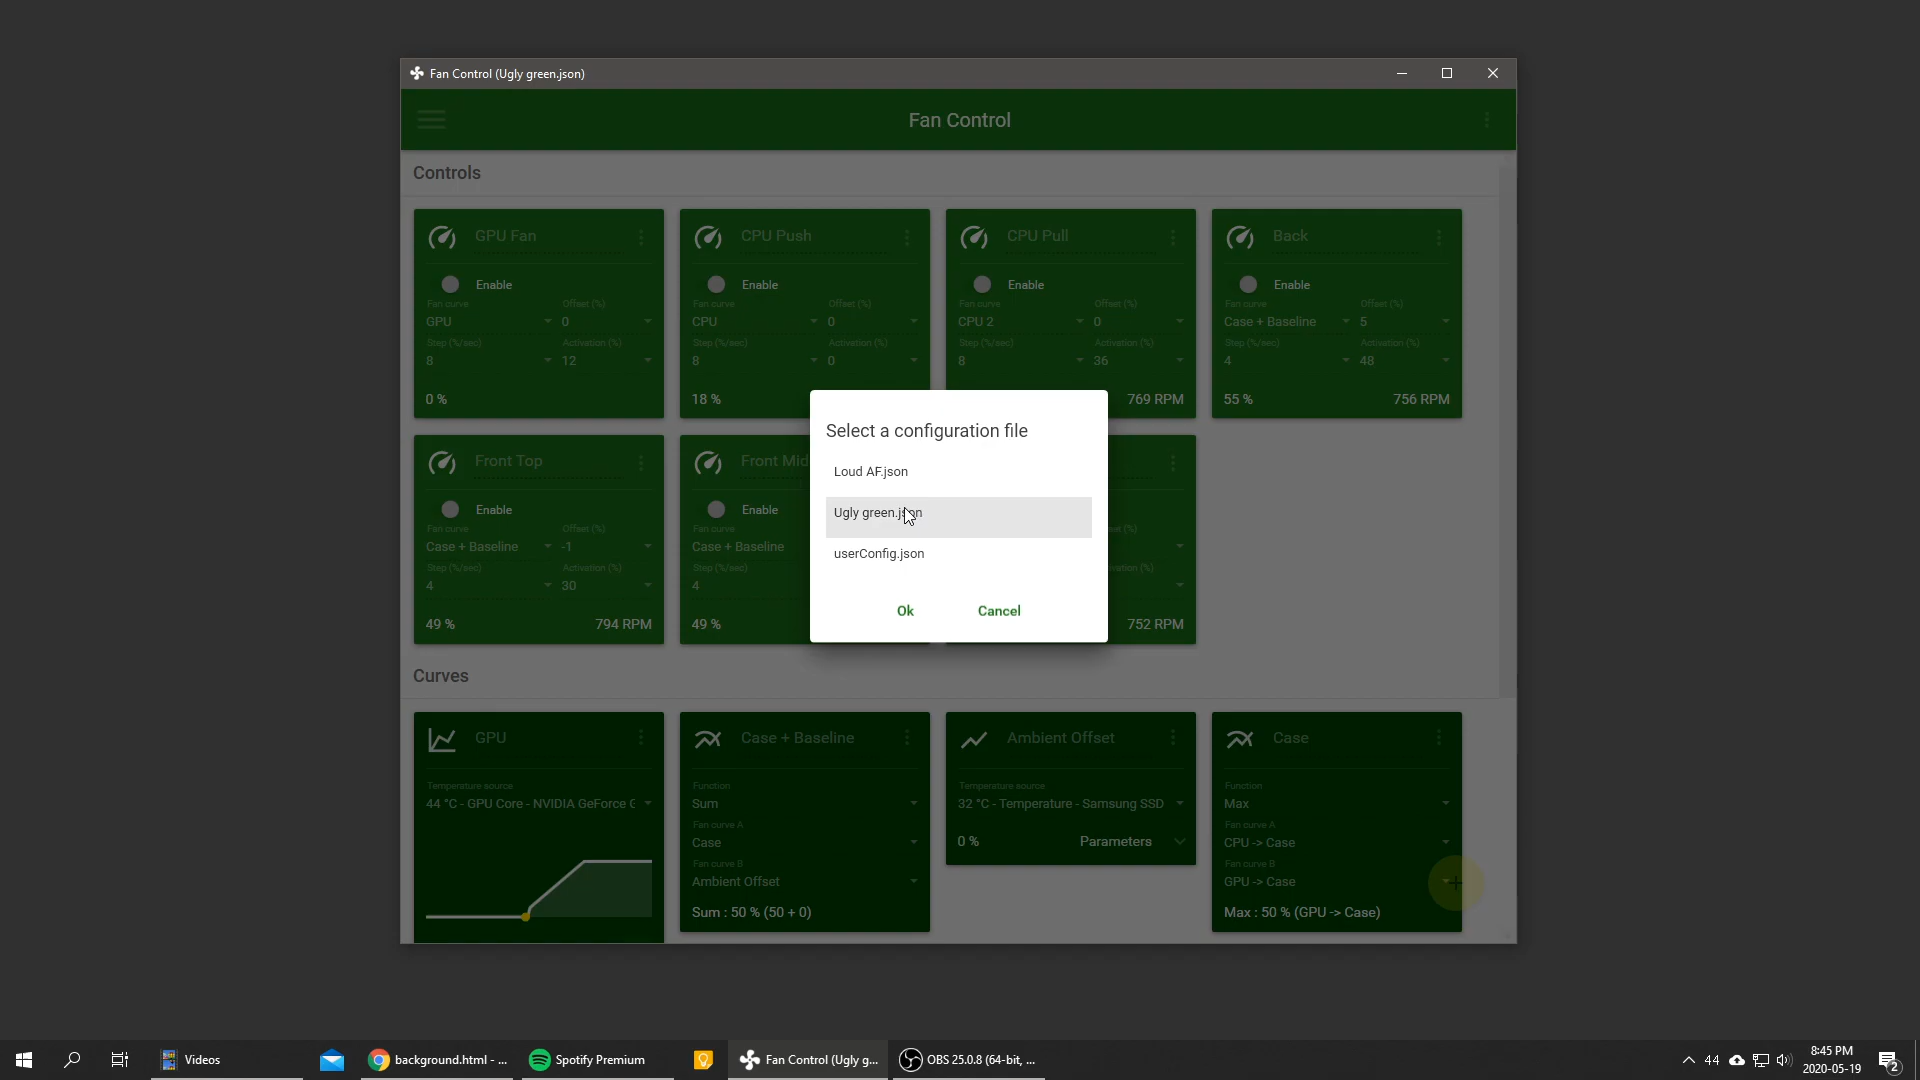 Fan Control (Ugly green.json)
Fan Control
Controls
GPU Fan
CPU Push
CPU Pull
Back
Enable
Enable
Enable
Enable
Fan curve
Offset (%)
Fan curve
Offset (%)
Fan curve
Offset (%)
Fan curve
Offset (%)
GPU
0
CPU
0
CPU 2
0
Case + Baseline
5
Step (%/sec)
Activation (%)
Step (%/sec)
Activation (%)
Step (%/sec)
Activation (%)
Step (%/sec)
Activation (%)
8
12
8
0
8
36
4
48
0 %
18 %
769 RPM
55 %
756 RPM
Select a configuration file
Loud AF.json
Ugly green.json
userConfig.json
Ok
Cancel
Front Top
Front Mid
Enable
Enable
Fan curve
Offset (%)
Fan curve
Case + Baseline
-1
Case + Baseline
Step (%/sec)
Activation (%)
Step (%/sec)
4
30
4
49 %
794 RPM
49 %
752 RPM
Curves
GPU
Case + Baseline
Ambient Offset
Case
Temperature source
Function
Temperature source
Function
44 °C - GPU Core - NVIDIA GeForce
Sum
32 °C - Temperature - Samsung SSD
Max
Fan curve A
Fan curve A
Case
0 %
Parameters
CPU -> Case
Fan curve B
Fan curve B
Ambient Offset
GPU -> Case
Sum : 50 % (50 + 0)
Max : 50 % (GPU -> Case)
Videos
background.html - ...
Spotify Premium
Fan Control (Ugly g...
OBS 25.0.8 (64-bit, ...
44
8:45 PM
2020-05-19
2